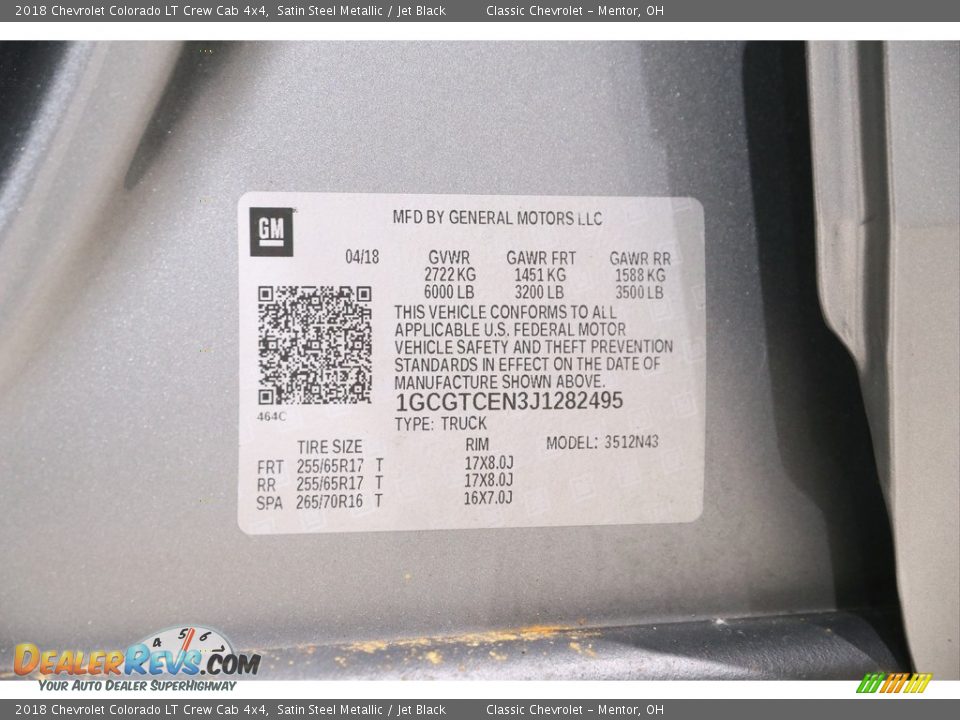 2018 Chevrolet Colorado LT Crew Cab 4x4, Satin Steel Metallic / Jet Black Classic Chevrolet – Mentor, OH
GM
MFD BY GENERAL MOTORS LLC
04/18 GVWR GAWR FRT GAWR RR
2722 KG 1451 KG 1588 KG
6000 LB 3200 LB 3500 LB
THIS VEHICLE CONFORMS TO ALL
APPLICABLE U.S. FEDERAL MOTOR
VEHICLE SAFETY AND THEFT PREVENTION
STANDARDS IN EFFECT ON THE DATE OF
MANUFACTURE SHOWN ABOVE.
1GCGTCEN3J1282495
464C
TYPE: TRUCK
TIRE SIZE RIM MODEL: 3512N43
FRT 255/65R17 T 17X8.0J
RR 255/65R17 T 17X8.0J
SPA 265/70R16 T 16X7.0J
4 5 6
DEALERREVS.COM
YOUR AUTO DEALER SUPERHIGHWAY
2018 Chevrolet Colorado LT Crew Cab 4x4, Satin Steel Metallic / Jet Black Classic Chevrolet – Mentor, OH